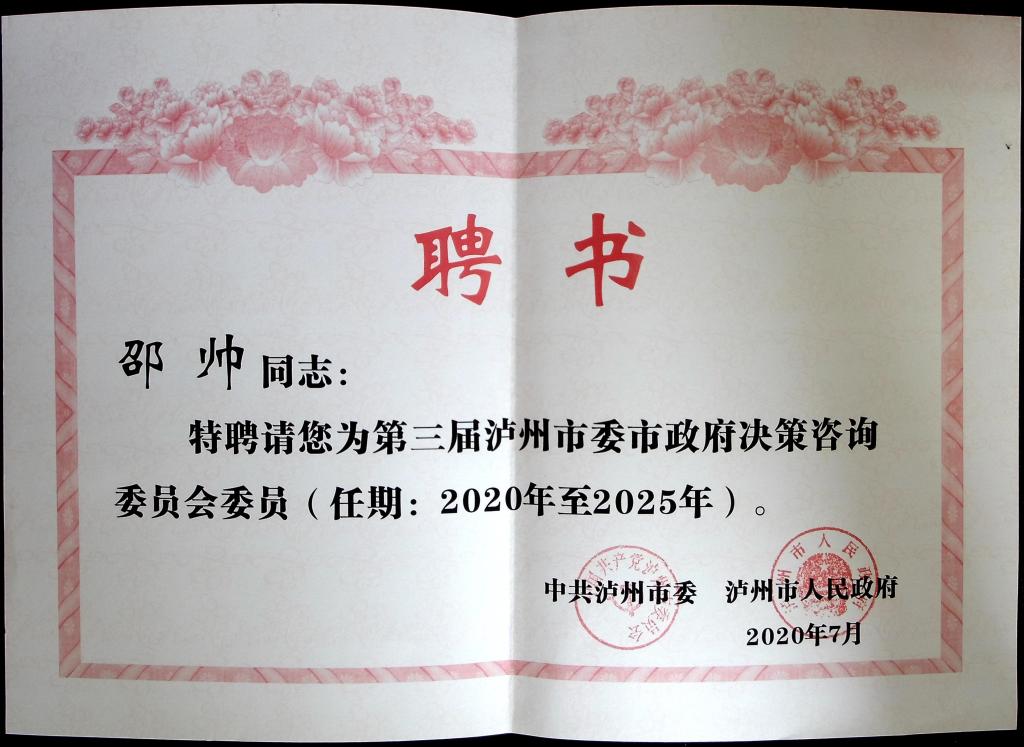 聘书
邵帅同志：
特聘请您为第三届泸州市委市政府决策咨询
委员会委员（任期：2020年至2025年）。
中共泸州市委 泸州市人民政府
2020年7月